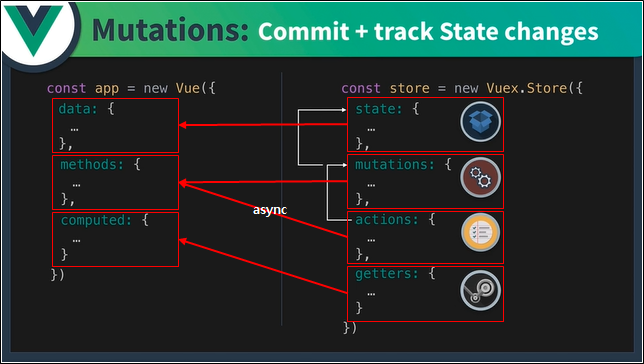 Mutations: Commit + track State changes
const app = new Vue({
data: {
…
},
methods: {
…
},
computed: {
…
}
})
async
const store = new Vuex.Store({
state: {
…
},
mutations: {
…
},
actions: {
…
},
getters: {
…
}
})